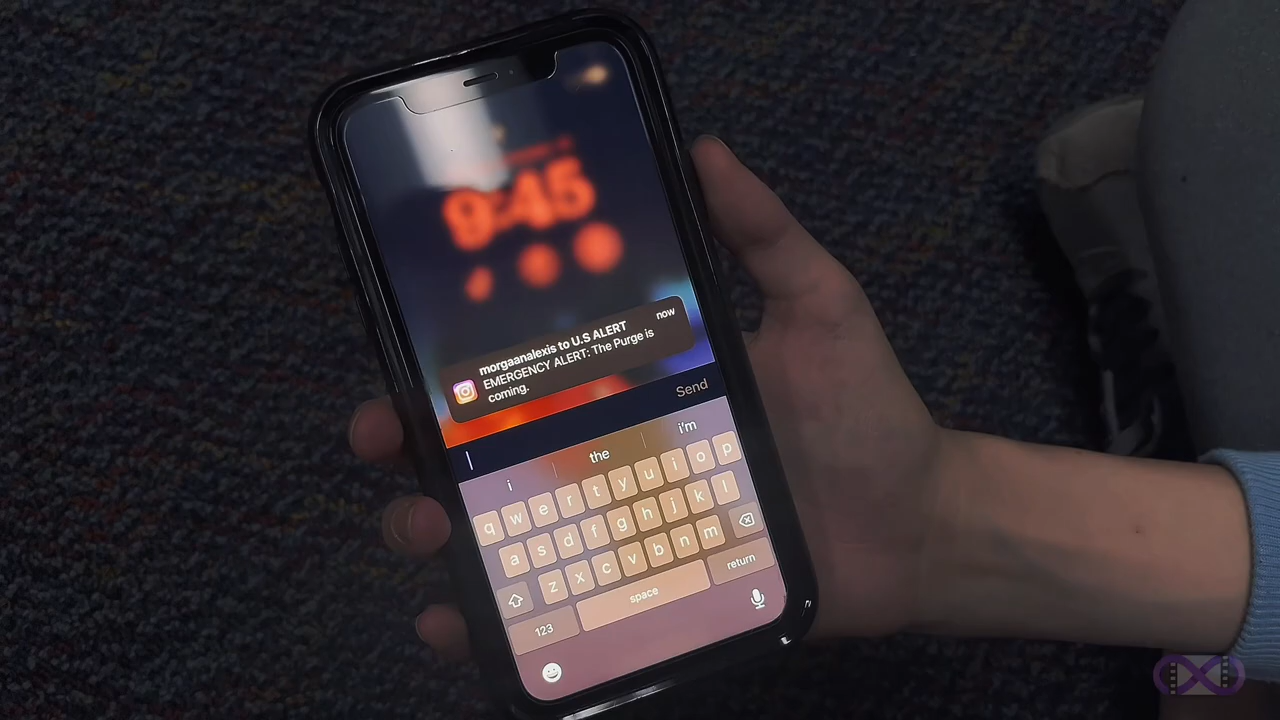 9:45
morgaanalexis to U.S ALERT
now
EMERGENCY ALERT: The Purge is
coming.
Send
i
the
i'm
q w e r t y u i o p
a s d f g h j k l
z x c v b n m
123
space
return